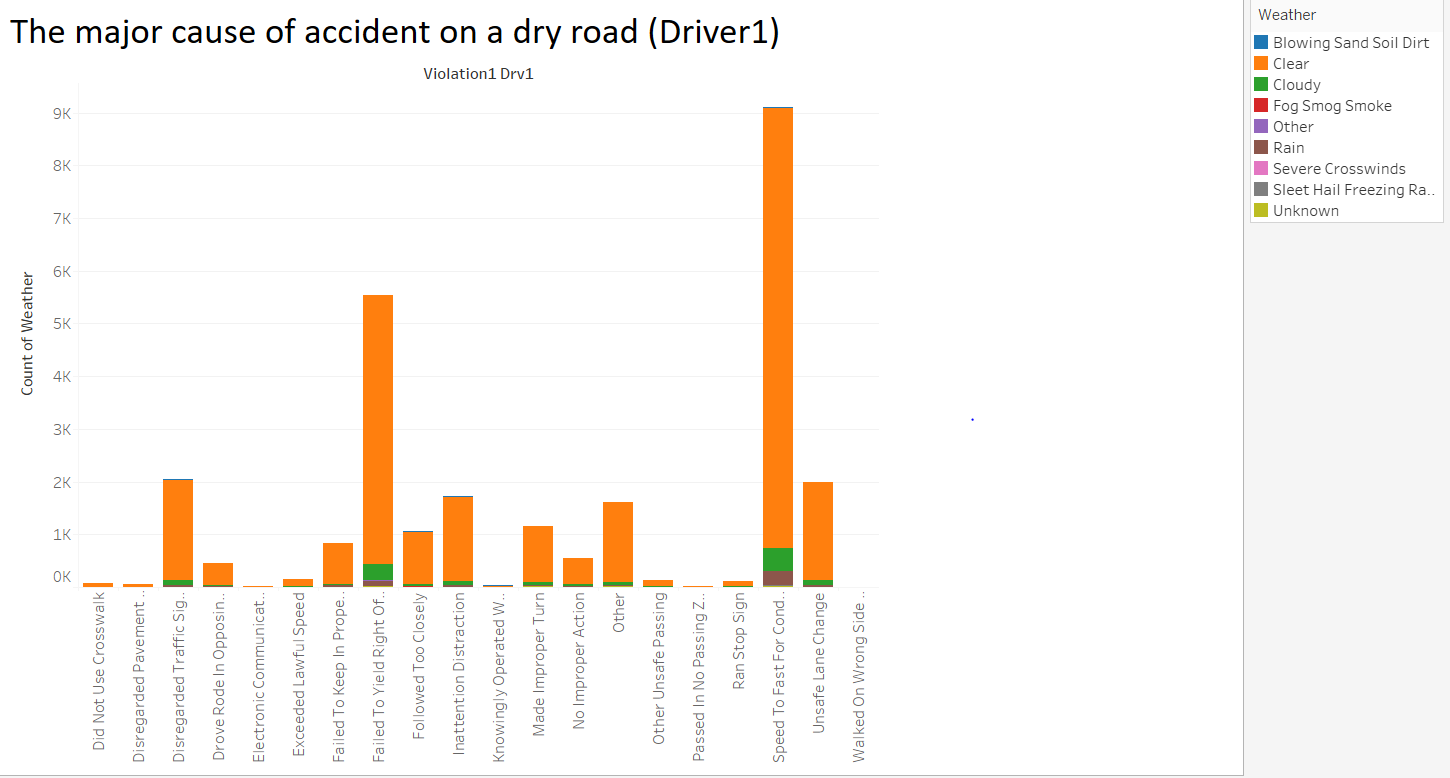 The major cause of accident on a dry road (Driver1)
Violation1 Drv1
Count of Weather
9K
8K
7K
6K
5K
4K
3K
2K
1K
0K
Did Not Use Crosswalk
Disregarded Pavement ..
Disregarded Traffic Sig..
Drove Rode In Opposin..
Electronic Communicat..
Exceeded Lawful Speed
Failed To Keep In Prope..
Failed To Yield Right Of..
Followed Too Closely
Inattention Distraction
Knowingly Operated W..
Made Improper Turn
No Improper Action
Other
Other Unsafe Passing
Passed In No Passing Z..
Ran Stop Sign
Speed To Fast For Cond..
Unsafe Lane Change
Walked On Wrong Side ..
Weather
Blowing Sand Soil Dirt
Clear
Cloudy
Fog Smog Smoke
Other
Rain
Severe Crosswinds
Sleet Hail Freezing Ra..
Unknown